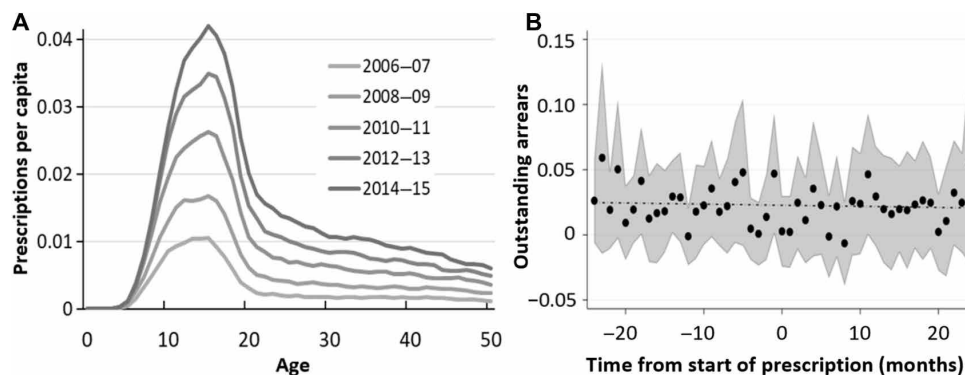 A
Prescriptions per capita
0.04
0.03
0.02
0.01
0
0 10 20 30 40 50
Age
2006–07
2008–09
2010–11
2012–13
2014–15
B
Outstanding arrears
0.15
0.10
0.05
0
−0.05
−20 −10 0 10 20
Time from start of prescription (months)